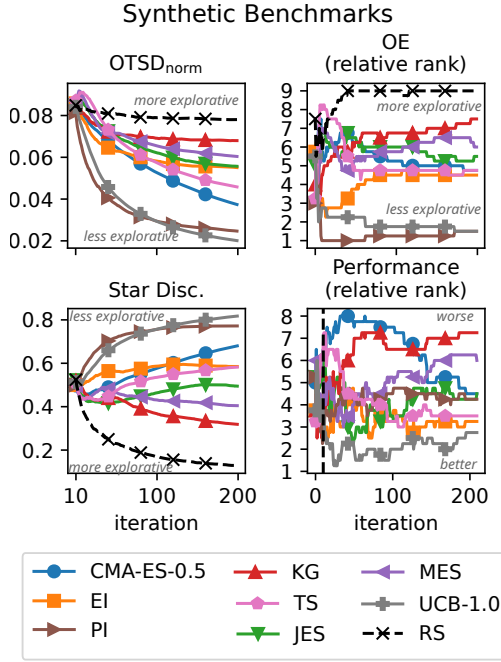 Synthetic Benchmarks
OTSDnorm
0.08
0.06
0.04
0.02
more explorative
less explorative
OE
(relative rank)
9
8
7
6
5
4
3
2
1
more explorative
less explorative
Star Disc.
0.8
0.6
0.4
0.2
less explorative
more explorative
10
100
200
iteration
Performance
(relative rank)
8
7
6
5
4
3
2
1
worse
better
0
100
200
iteration
CMA-ES-0.5
EI
PI
KG
TS
JES
MES
UCB-1.0
RS